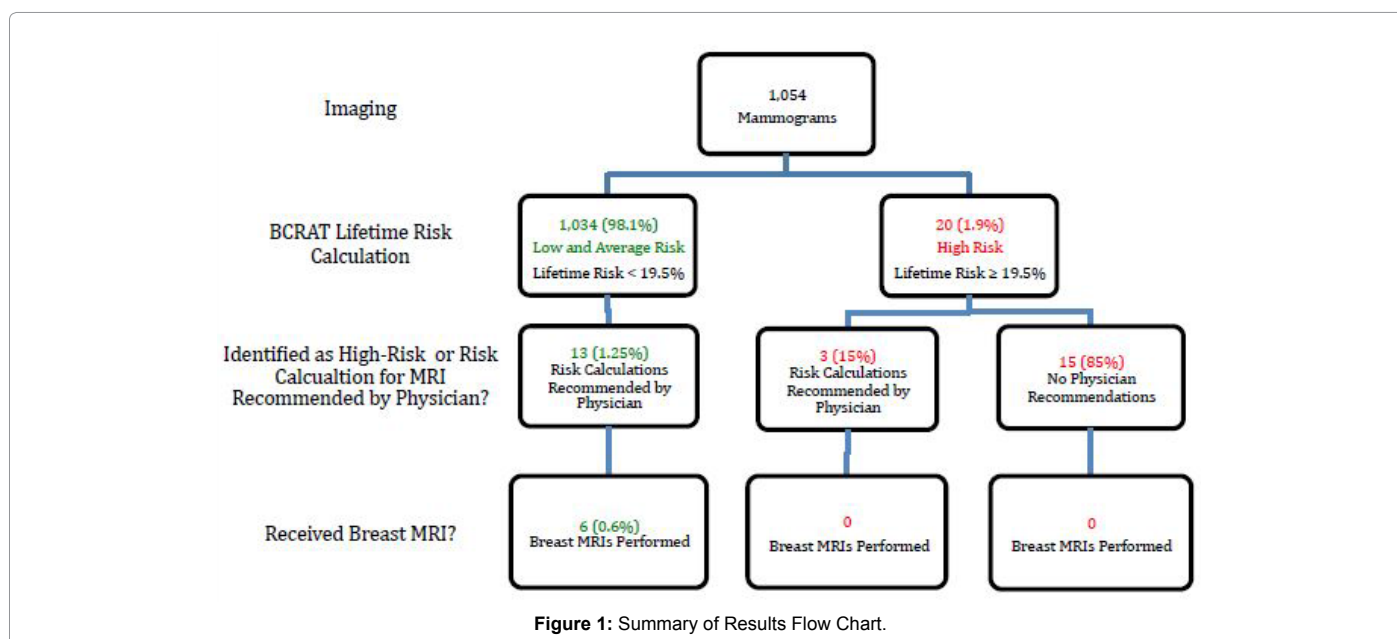 Imaging
1,054
Mammograms
BCRAT Lifetime Risk
Calculation
1,034 (98.1%)
Low and Average Risk
Lifetime Risk < 19.5%
20 (1.9%)
High Risk
Lifetime Risk ≥ 19.5%
Identified as High-Risk or Risk
Calcualtion for MRI
Recommended by Physician?
13 (1.25%)
Risk Calculations
Recommended by
Physician
3 (15%)
Risk Calculations
Recommended by
Physician
15 (85%)
No Physician
Recommendations
Received Breast MRI?
6 (0.6%)
Breast MRIs Performed
0
Breast MRIs Performed
0
Breast MRIs Performed
Figure 1: Summary of Results Flow Chart.